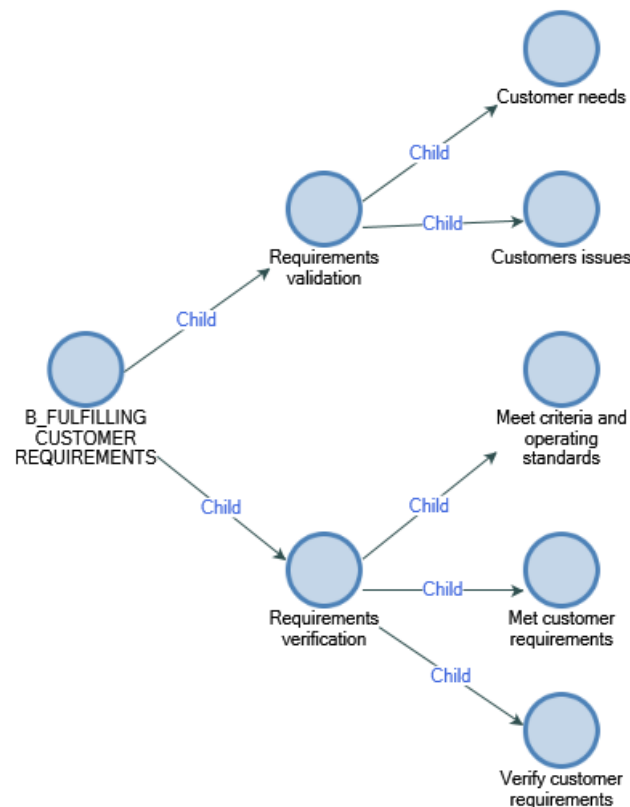 Customer needs
Child
Requirements
validation
Child
Customers issues
Child
B_FULFILLING
CUSTOMER
REQUIREMENTS
Meet criteria and
operating
standards
Child
Child
Requirements
verification
Child
Met customer
requirements
Child
Verify customer
requirements